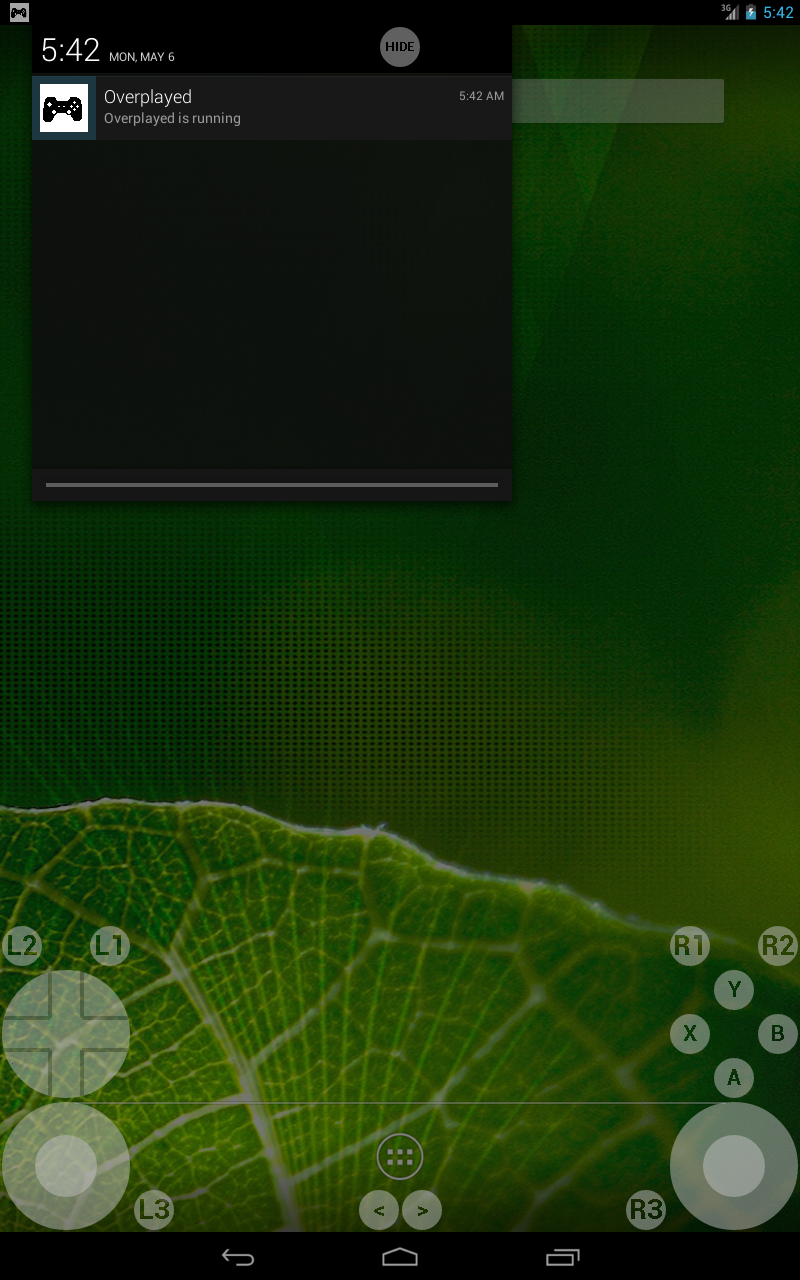 3G 5:42
5:42 MON, MAY 6 HIDE
Overplayed 5:42 AM
Overplayed is running
L2 L1 R1 R2
Y
X B
A
L3 < > R3